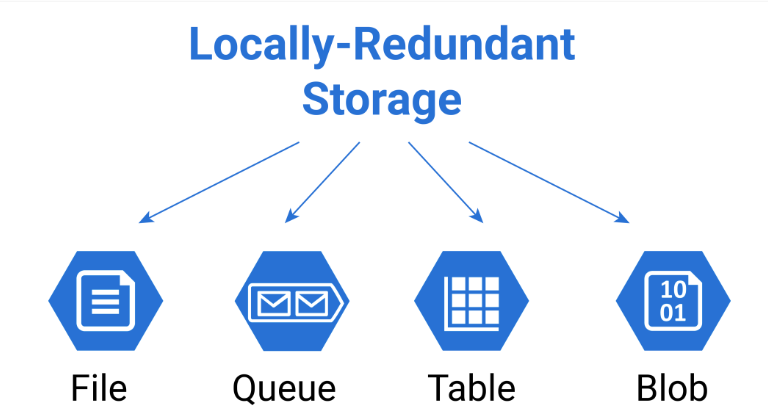 Locally-Redundant
Storage
10
01
File
Queue
Table
Blob